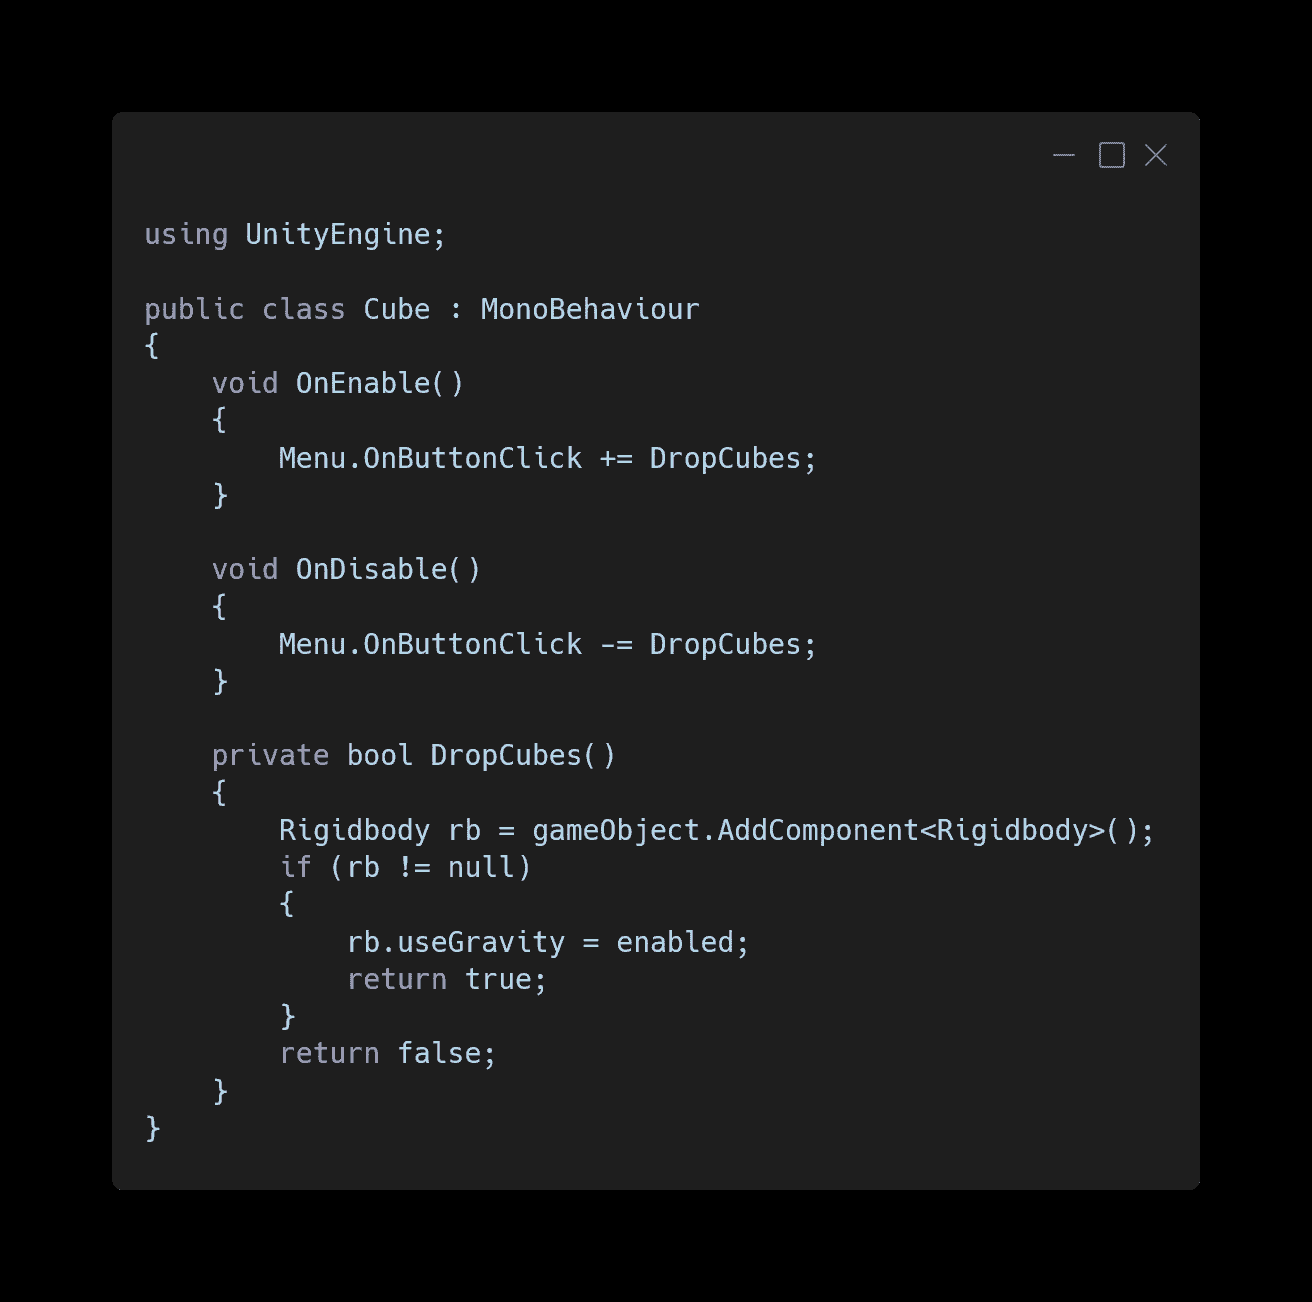 using UnityEngine;
public class Cube : MonoBehaviour
{
    void OnEnable()
    {
        Menu.OnButtonClick += DropCubes;
    }
    void OnDisable()
    {
        Menu.OnButtonClick -= DropCubes;
    }
    private bool DropCubes()
    {
        Rigidbody rb = gameObject.AddComponent<Rigidbody>();
        if (rb != null)
        {
            rb.useGravity = enabled;
            return true;
        }
        return false;
    }
}